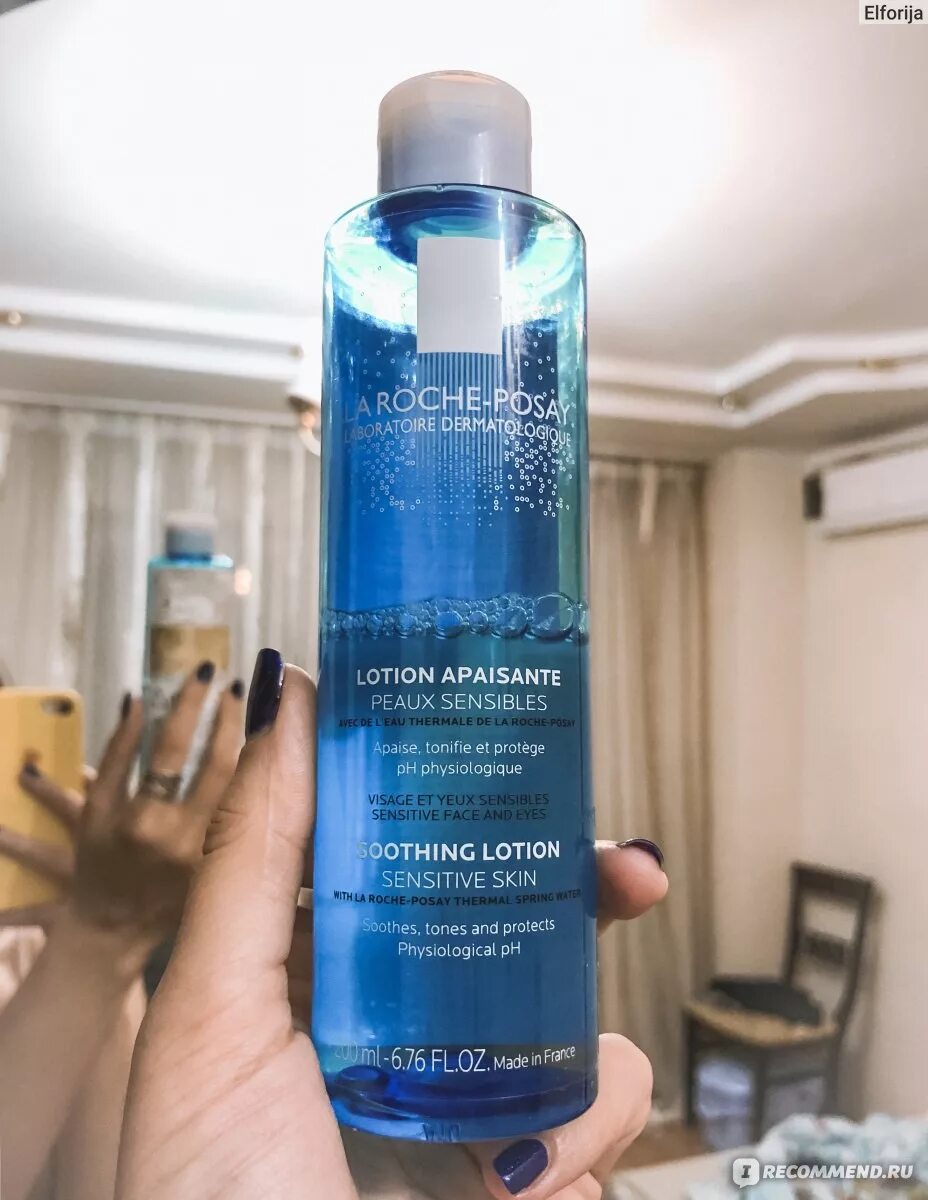 Elforija
LA ROCHE-POSAY
LABORATOIRE DERMATOLOGIQUE
LOTION APAISANTE
PEAUX SENSIBLES
AVEC DE L'EAU THERMALE DE LA ROCHE-POSAY
Apaise, tonifie et protège
pH physiologique
VISAGE ET YEUX SENSIBLES
SENSITIVE FACE AND EYES
SOOTHING LOTION
SENSITIVE SKIN
WITH LA ROCHE-POSAY THERMAL SPRING WATER
Soothes, tones and protects
Physiological pH
200 ml - 6.76 FL.OZ. Made in France
IRECOMMEND.RU